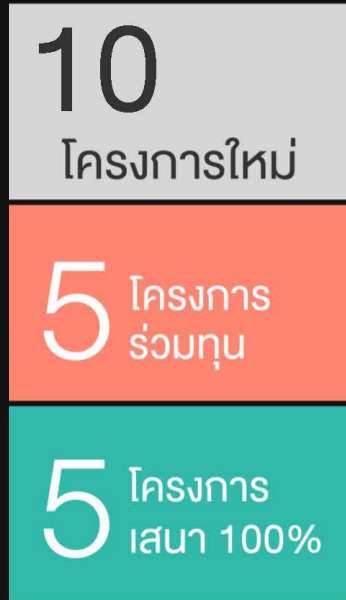 10
โครงการใหม่
5 โครงการ
ร่วมทุน
5 โครงการ
เสนา 100%